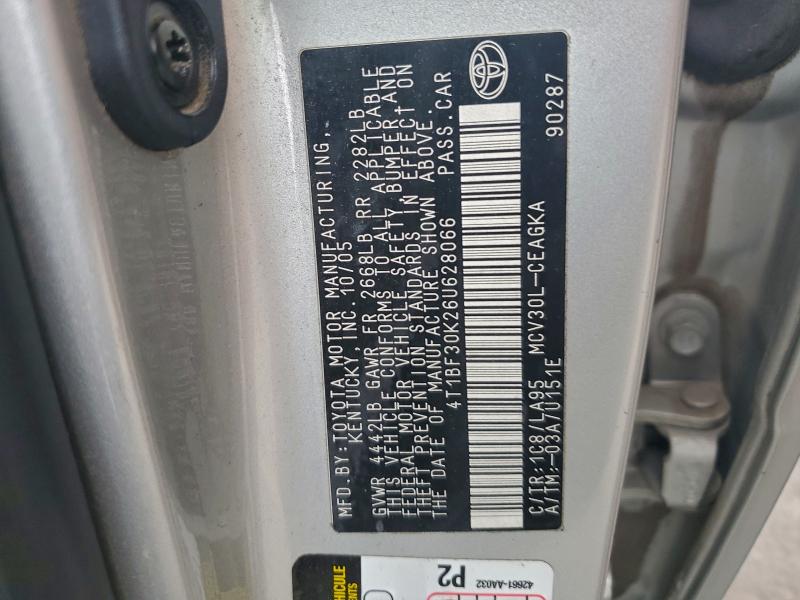 MFD.BY:TOYOTA MOTOR MANUFACTURING,
KENTUCKY, INC. 10/05
GVWR 4442LB GAWR FR 2668LB RR 2282LB
THIS VEHICLE CONFORMS TO ALL APPLICABLE
FEDERAL MOTOR VEHICLE SAFETY, BUMPER, AND
THEFT PREVENTION STANDARDS IN EFFECT ON
THE DATE OF MANUFACTURE SHOWN ABOVE.
4T1BF30K26U628066 PASS.CAR
C/TR:1C8/LA95 MCV30L-CEAGKA
A/TM:-03A/0151E 90287
42661-AA032
P2